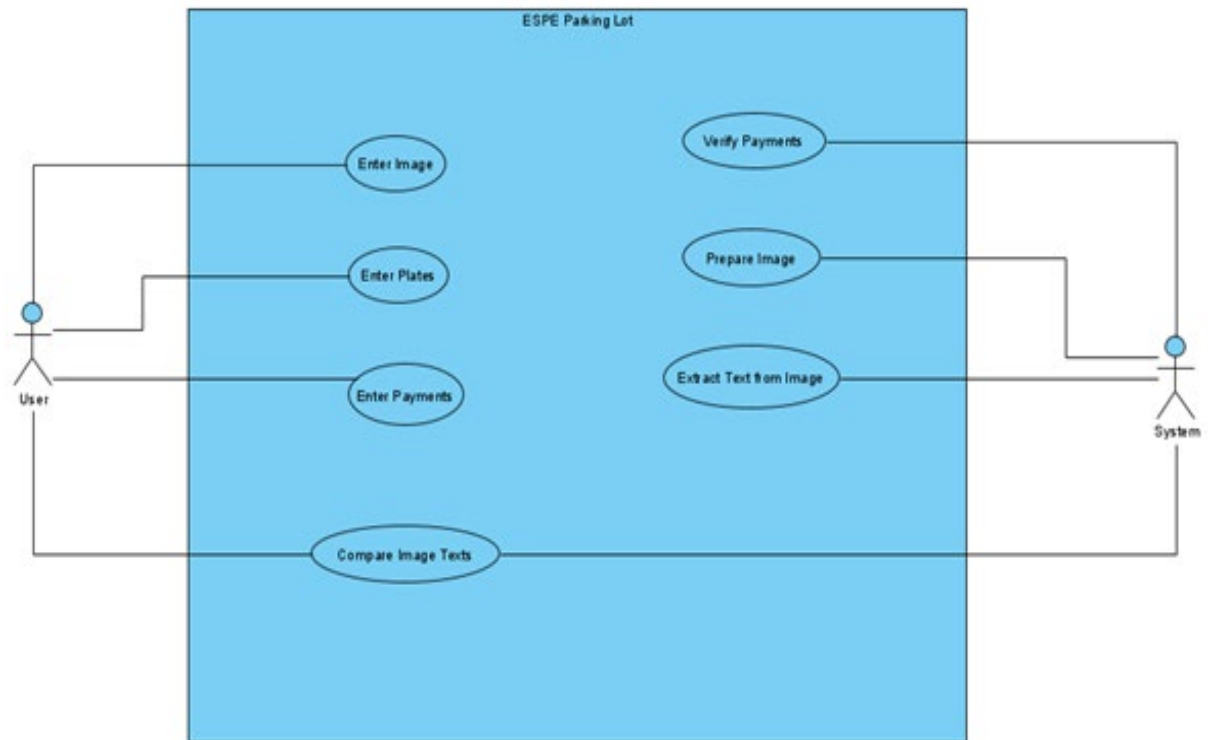 ESPE Parking Lot
Verify Payments
Enter Image
Prepare Image
Enter Plates
Extract Text from Image
Enter Payments
User
System
Compare Image Texts